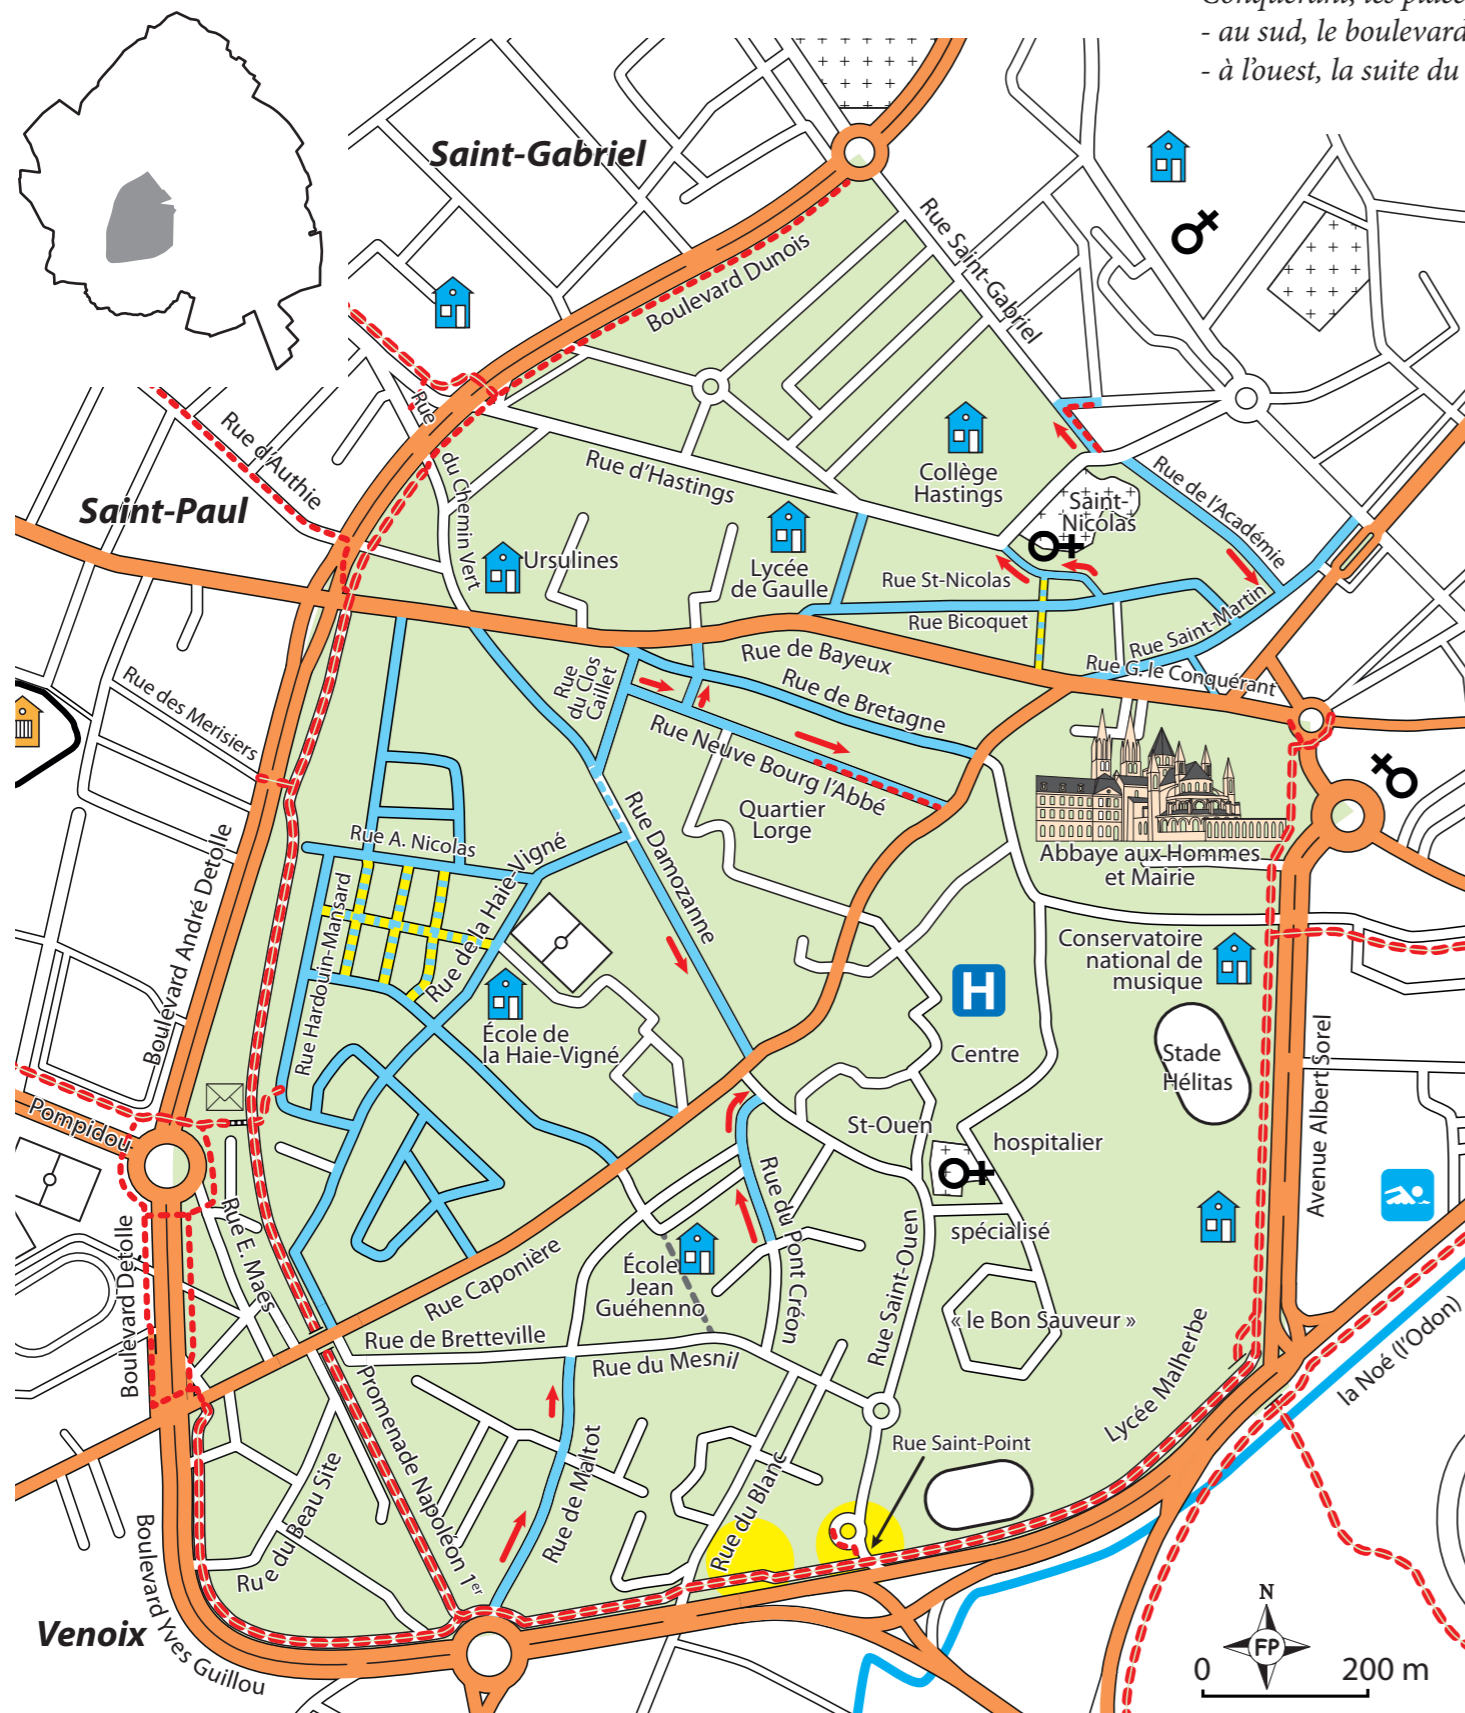 - au sud, le boulevard
- à l'ouest, la suite du
Saint-Gabriel
Rue Saint-Gabriel
Boulevard Dunois
Rue
du Chemin Vert
Rue d'Authie
Saint-Paul
Rue d'Hastings
Collège
Hastings
Saint-
Nicolas
Rue de l'Académie
Ursulines
Lycée
de Gaulle
Rue St-Nicolas
Rue Bicoquet
Rue Saint-Martin
Rue G. le Conquérant
Rue de Bayeux
Rue
du Clos
Caillet
Rue de Bretagne
Rue des Merisiers
Rue Neuve Bourg l'Abbé
Quartier
Lorge
Rue Damozanne
Rue A. Nicolas
Rue de la Haie-Vigné
Abbaye aux Hommes
et Mairie
Boulevard André Detolle
Rue Hardouin-Mansard
Conservatoire
national de
musique
H
École de
la Haie-Vigné
Centre
Stade
Hélitas
Avenue Albert Sorel
Pompidou
St-Ouen
hospitalier
spécialisé
« le Bon Sauveur »
Rue du Pont Créon
Rue Saint-Ouen
Rue E. Maes
Boulevard Detolle
Rue Caponière
École
Jean
Guéhenno
Rue de Bretteville
Rue du Mesnil
Lycée Malherbe
la Noé (l'Odon)
Promenade Napoléon 1er
Rue Saint-Point
Rue de Maltot
Rue du Blanc
Rue du Beau Site
Boulevard Yves Guillou
Venoix
N
FP
0 200 m